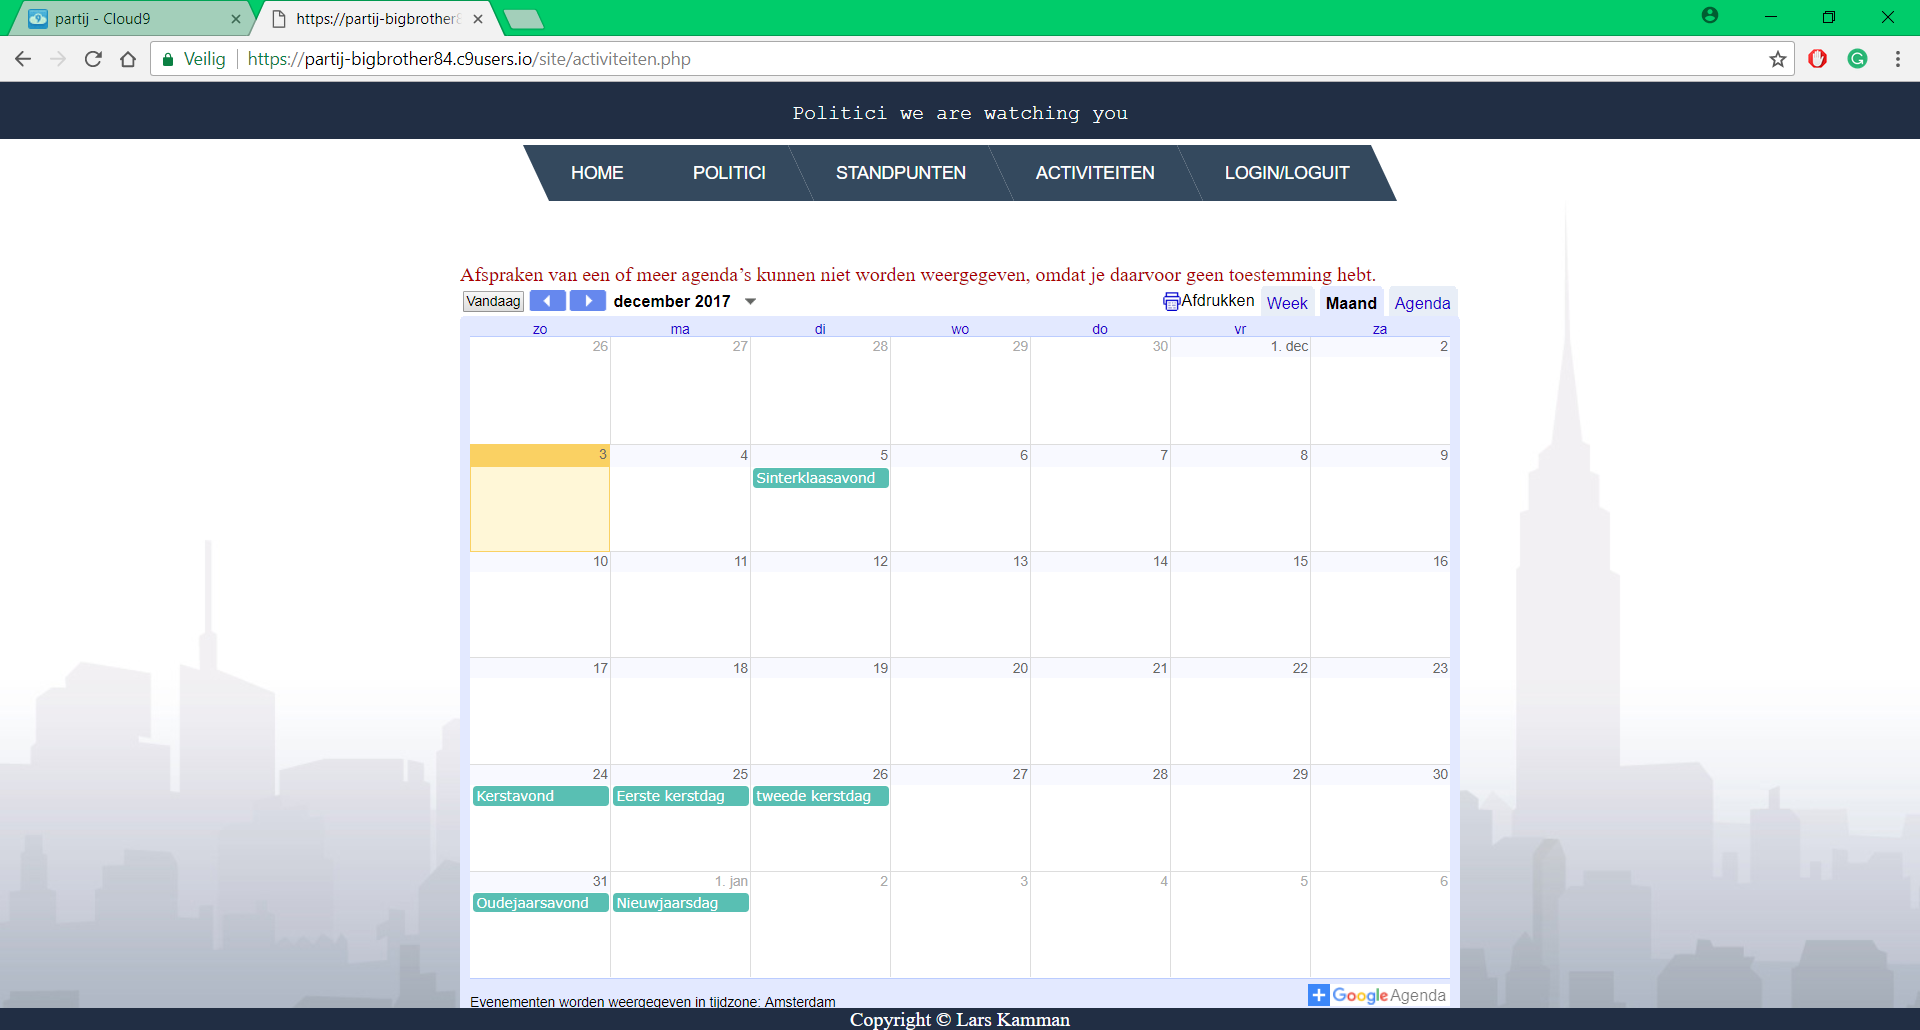 partij - Cloud9
https://partij-bigbrother8
Veilig https://partij-bigbrother84.c9users.io/site/activiteiten.php
Politici we are watching you
HOME POLITICI STANDPUNTEN ACTIVITEITEN LOGIN/LOGUIT
Afspraken van een of meer agenda's kunnen niet worden weergegeven, omdat je daarvoor geen toestemming hebt.
Vandaag december 2017 Afdrukken Week Maand Agenda
zo ma di wo do vr za
26 27 28 29 30 1. dec 2
3 4 5 6 7 8 9
Sinterklaasavond
10 11 12 13 14 15 16
17 18 19 20 21 22 23
24 25 26 27 28 29 30
Kerstavond Eerste kerstdag tweede kerstdag
31 1. jan 2 3 4 5 6
Oudejaarsavond Nieuwjaarsdag
Evenementen worden weergegeven in tijdzone: Amsterdam
Google Agenda
Copyright © Lars Kamman